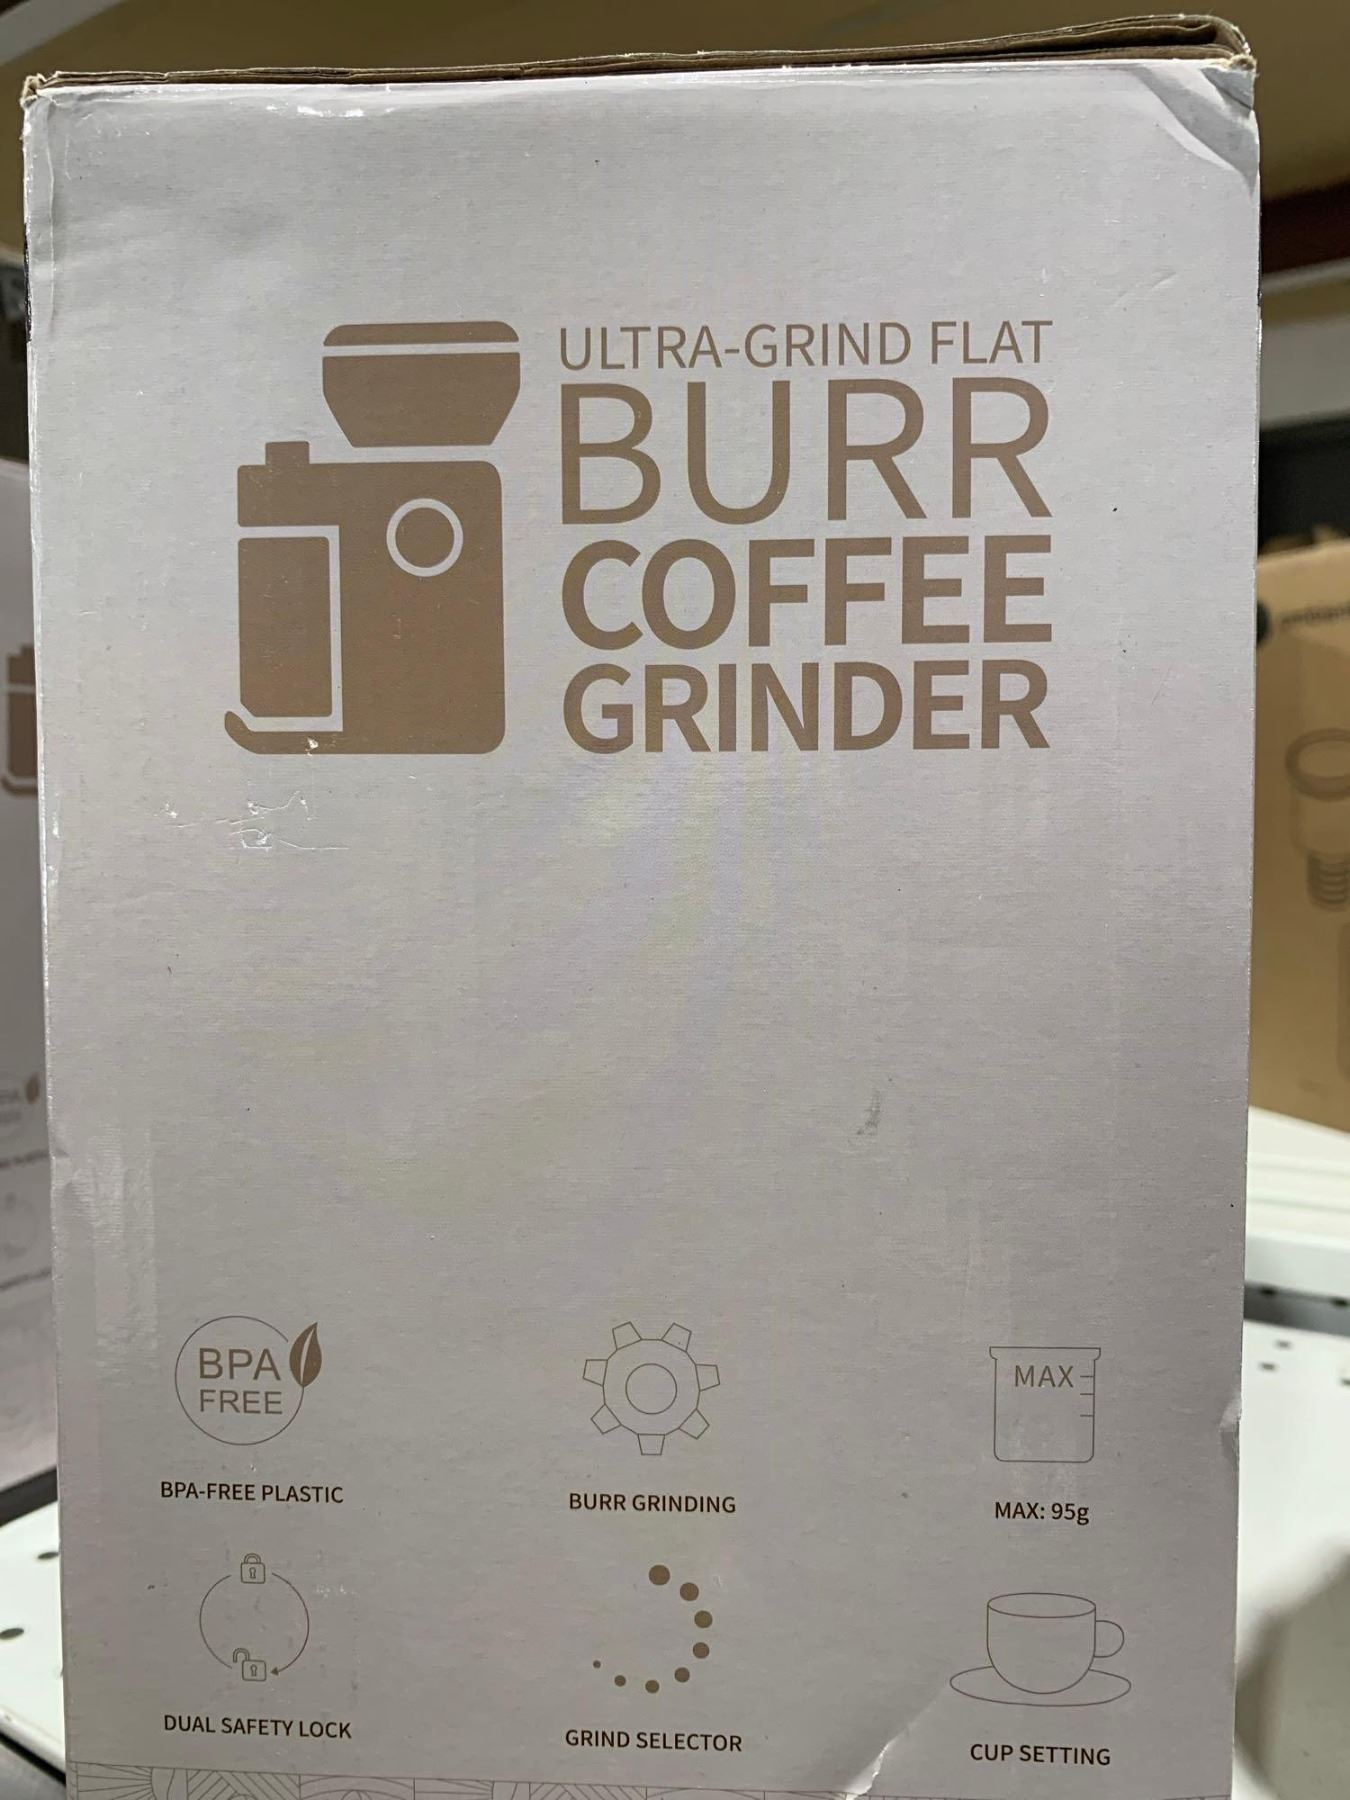 ULTRA-GRIND FLAT
BURR
COFFEE
GRINDER
BPA
FREE
MAX
BPA-FREE PLASTIC
BURR GRINDING
MAX: 95g
DUAL SAFETY LOCK
GRIND SELECTOR
CUP SETTING